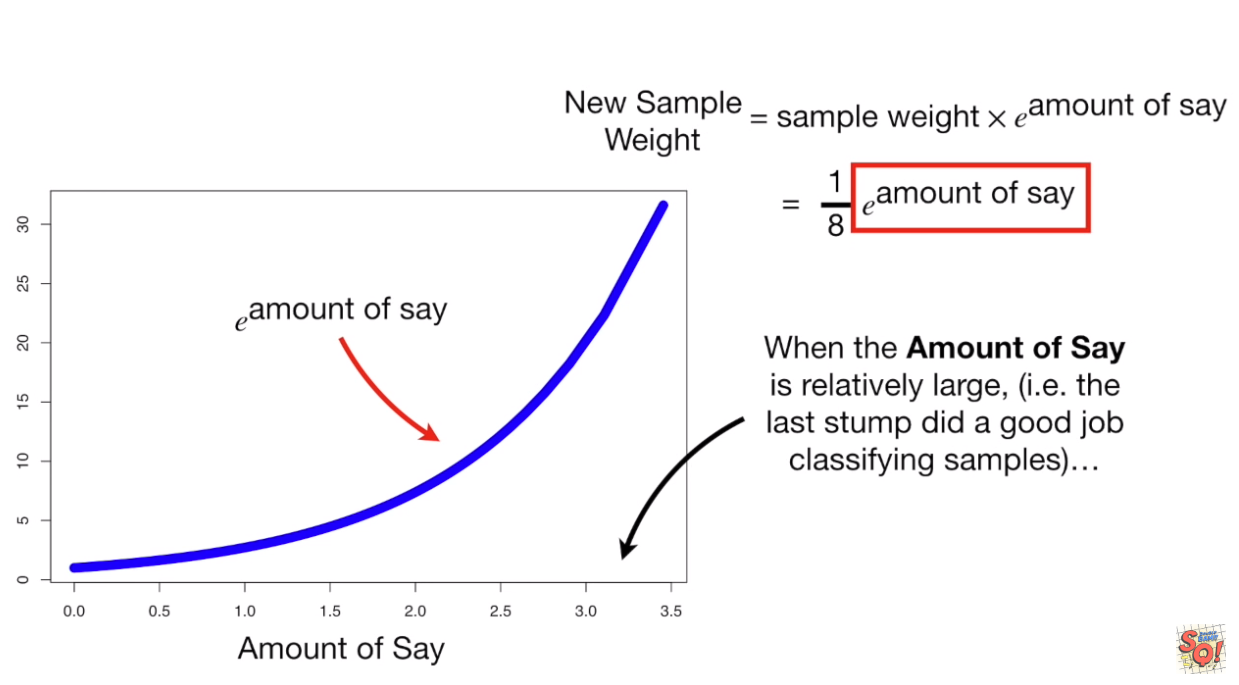 New Sample
Weight
= sample weight × e^amount of say
= 1/8 e^amount of say
e^amount of say
When the Amount of Say
is relatively large, (i.e. the
last stump did a good job
classifying samples)…
30
25
20
15
10
5
0
0.0 0.5 1.0 1.5 2.0 2.5 3.0 3.5
Amount of Say
SQ!